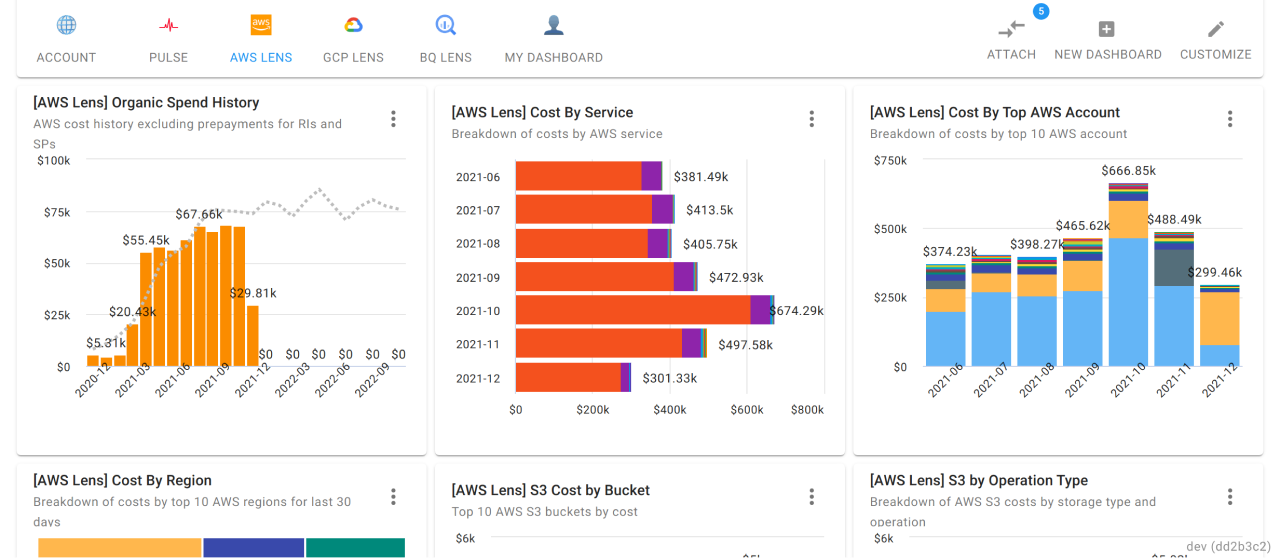 5
aws
ACCOUNT
PULSE
AWS LENS
GCP LENS
BQ LENS
MY DASHBOARD
ATTACH
NEW DASHBOARD
CUSTOMIZE
[AWS Lens] Organic Spend History
AWS cost history excluding prepayments for RIs and
SPs
$100k
$75k
$50k
$25k
$0
$5.31k
$20.43k
$55.45k
$67.66k
$29.81k
$0
$0
$0
$0
$0
$0
2020-12
2021-03
2021-06
2021-09
2021-12
2022-03
2022-06
2022-09
[AWS Lens] Cost By Service
Breakdown of costs by AWS service
2021-06
$381.49k
2021-07
$413.5k
2021-08
$405.75k
2021-09
$472.93k
2021-10
$674.29k
2021-11
$497.58k
2021-12
$301.33k
$0
$200k
$400k
$600k
$800k
[AWS Lens] Cost By Top AWS Account
Breakdown of costs by top 10 AWS account
$750k
$500k
$250k
$0
$374.23k
$398.27k
$465.62k
$666.85k
$488.49k
$299.46k
2021-06
2021-07
2021-08
2021-09
2021-10
2021-11
2021-12
[AWS Lens] Cost By Region
Breakdown of costs by top 10 AWS regions for last 30
days
[AWS Lens] S3 Cost by Bucket
Top 10 AWS S3 buckets by cost
$6k
[AWS Lens] S3 by Operation Type
Breakdown of AWS S3 costs by storage type and
operation
$6k
dev (dd2b3c2)